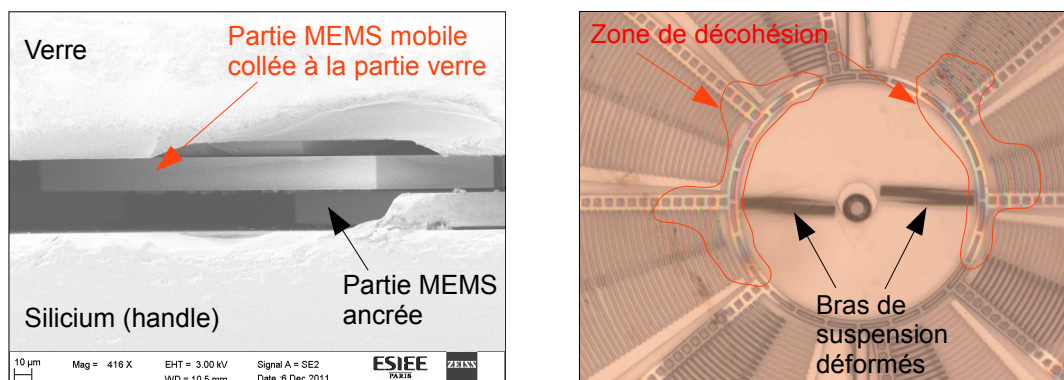 Verre
Partie MEMS mobile
collée à la partie verre
Partie MEMS
ancrée
Silicium (handle)
10 µm
Mag = 416 X
EHT = 3.00 kV
WD = 10.5 mm
Signal A = SE2
Date :6 Dec 2011
ESIEE
PARIS
ZEISS
Zone de décohésion
Bras de
suspension
déformés